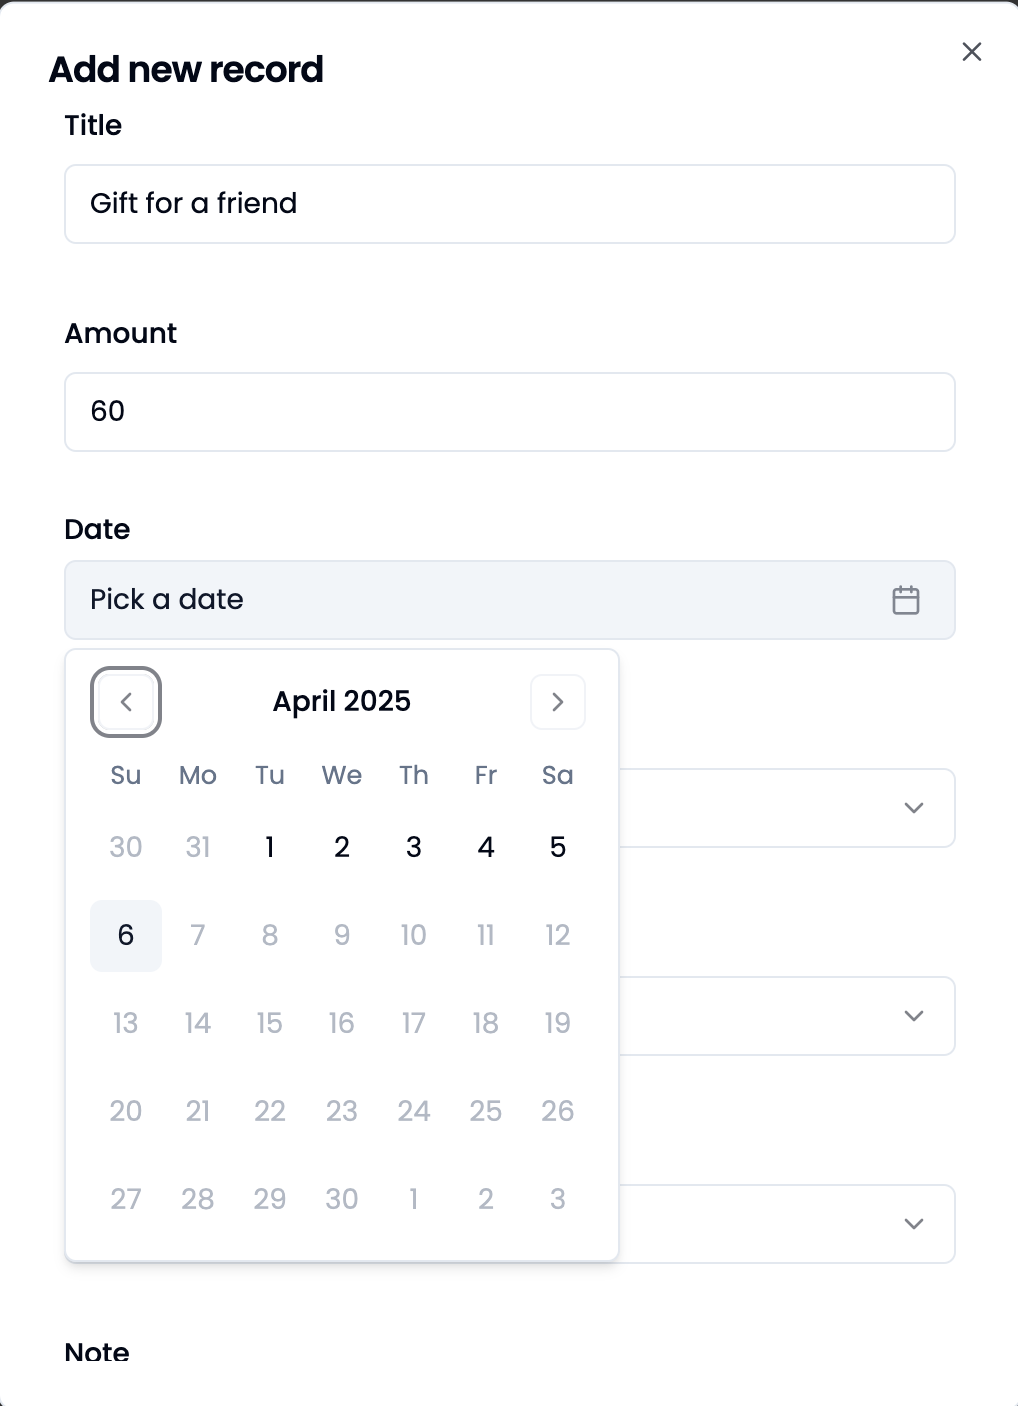 Add new record
Title
Gift for a friend
Amount
60
Date
Pick a date
April 2025
Su Mo Tu We Th Fr Sa
30 31 1 2 3 4 5
6 7 8 9 10 11 12
13 14 15 16 17 18 19
20 21 22 23 24 25 26
27 28 29 30 1 2 3
Note